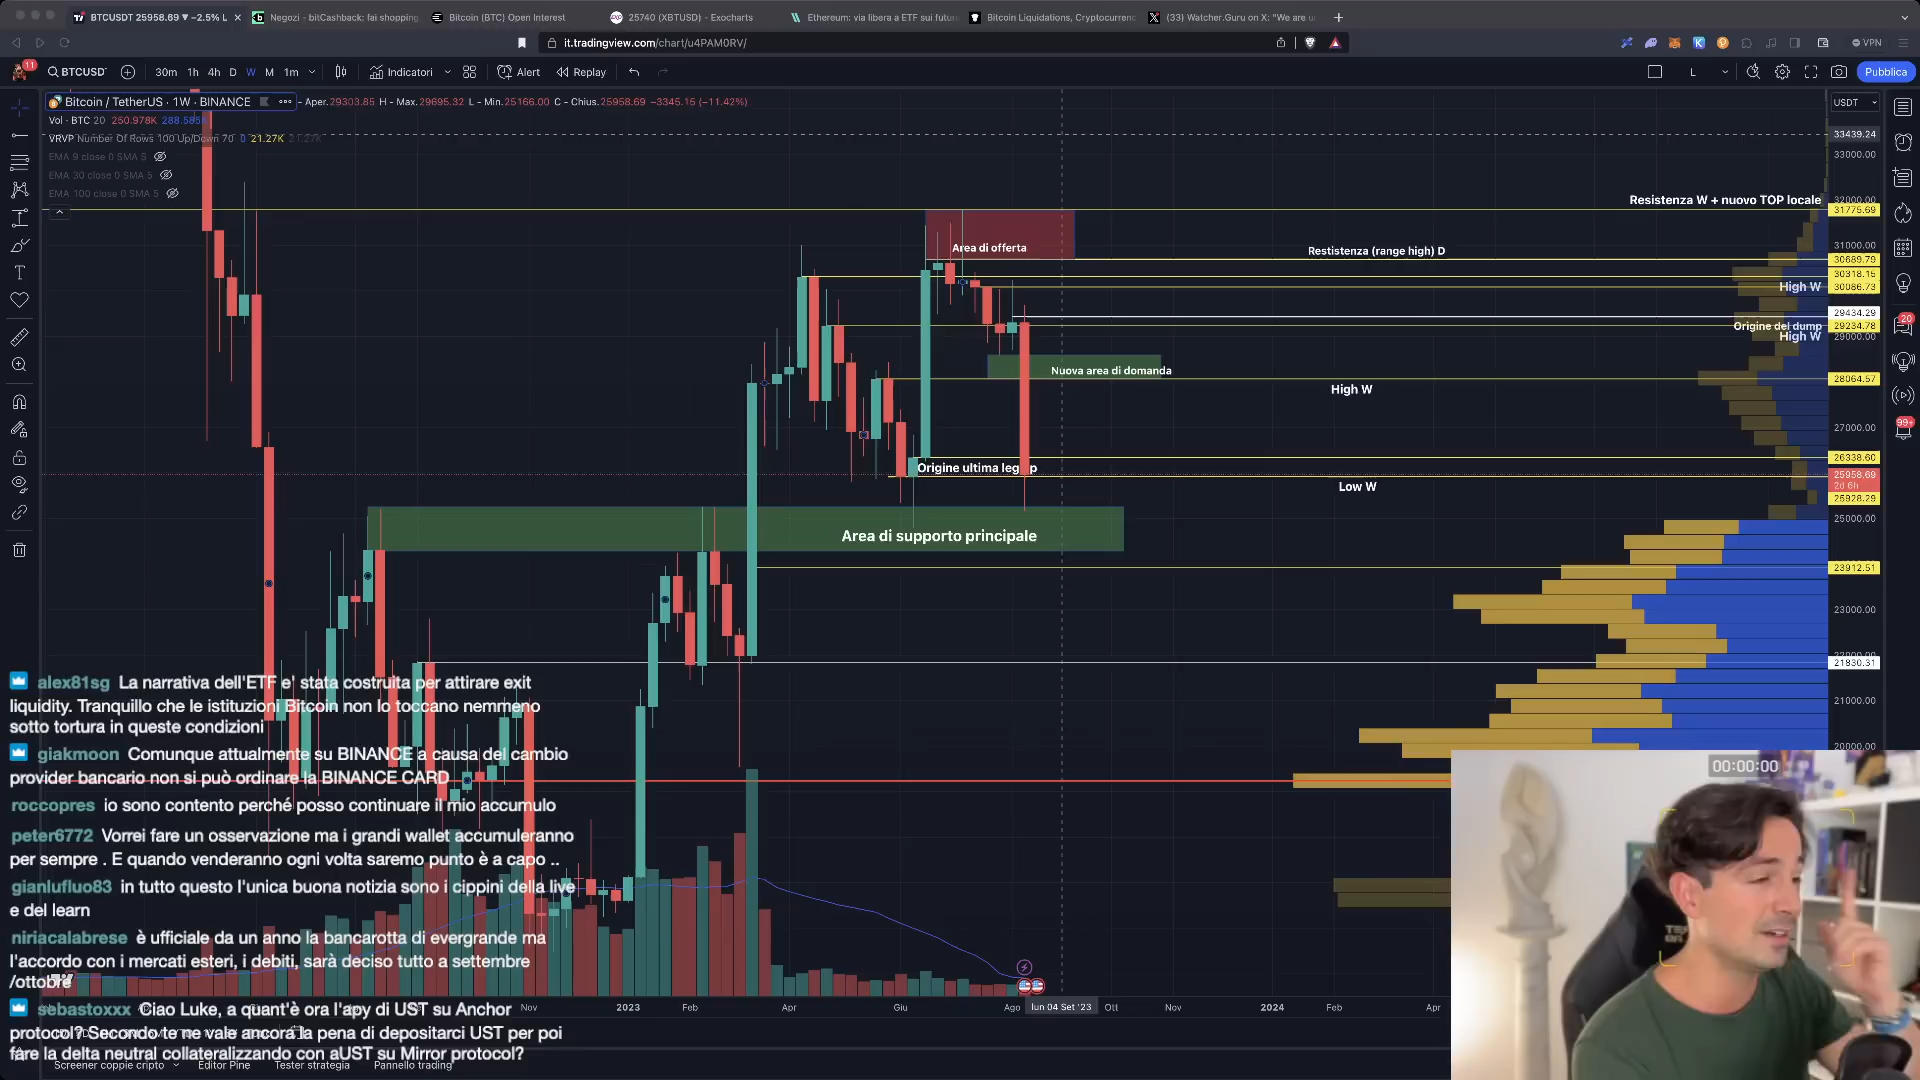 BTCUSDT 25958.69 ▼ −2.5% L
Negozi - bitCashback: fai shopping
Bitcoin (BTC) Open Interest
25740 (XBTUSD) - Exocharts
Ethereum: via libera a ETF sui futur
Bitcoin Liquidations, Cryptocurrenc
(33) Watcher.Guru on X: "We are u
it.tradingview.com/chart/u4PAM0RV/
VPN
11
BTCUSDT
30m 1h 4h D W M 1m
Indicatori
Alert
Replay
L
Pubblica
Bitcoin / TetherUS · 1W · BINANCE
Aper.29303.85 H - Max.29695.32 L - Min.25166.00 C - Chius.25958.69 −3345.15 (−11.42%)
USDT
Vol · BTC 20 250.978K 288.585K
VRVP Number Of Rows 100 Up/Down 70 0 21.27K 21.27K
EMA 9 close 0 SMA 5
EMA 30 close 0 SMA 5
EMA 100 close 0 SMA 5
33439.24
33000.00
32000.00
Resistenza W + nuovo TOP locale
31775.69
Area di offerta
31000.00
Restistenza (range high) D
30689.79
30318.15
High W
30086.73
29434.29
Origine del dump
29234.78
High W
29000.00
Nuova area di domanda
28064.57
High W
27000.00
20
99+
26338.60
Origine ultima leg up
25958.69
2d 6h
Low W
25928.29
25000.00
Area di supporto principale
23912.51
23000.00
22000.00
21830.31
21000.00
20000.00
alex81sg La narrativa dell'ETF e' stata costruita per attirare exit
liquidity. Tranquillo che le istituzioni Bitcoin non lo toccano nemmeno
sotto tortura in queste condizioni
giakmoon Comunque attualmente su BINANCE a causa del cambio
provider bancario non si può ordinare la BINANCE CARD
roccopres io sono contento perché posso continuare il mio accumulo
peter6772 Vorrei fare un osservazione ma i grandi wallet accumuleranno
per sempre . E quando venderanno ogni volta saremo punto è a capo ..
gianlufluo83 in tutto questo l'unica buona notizia sono i cippini della live
e del learn
niriacalabrese è ufficiale da un anno la bancarotta di evergrande ma
l'accordo con i mercati esteri, i debiti, sarà deciso tutto a settembre
/ottobre
sebastoxxx Ciao Luke, a quant'è ora l'apy di UST su Anchor
protocol? Secondo te ne vale ancora la pena di depositarci UST per poi
fare la delta neutral collateralizzando con aUST su Mirror protocol?
00:00:00
Nov 2023 Feb Apr Giu Ago lun 04 Set '23 Ott Nov 2024 Feb Apr
Screener coppie cripto
Editor Pine
Tester strategia
Pannello trading